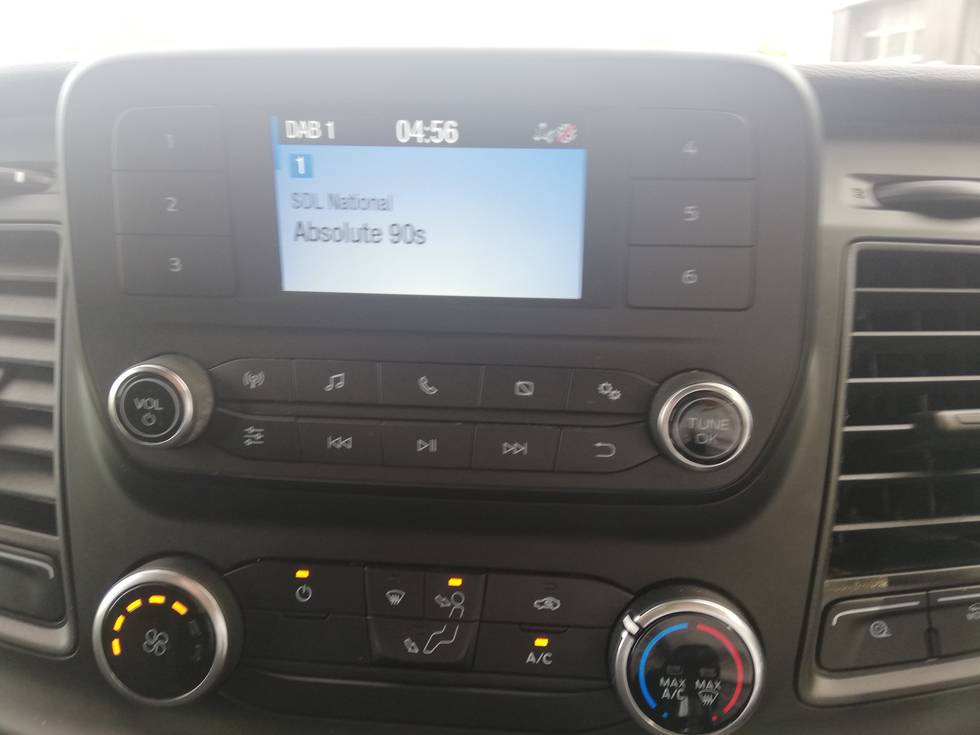 DAB 1 04:56
1
SDL National
Absolute 90s
1
2
3
4
5
6
VOL
TUNE
OK
A/C
MAX
A/C
MAX